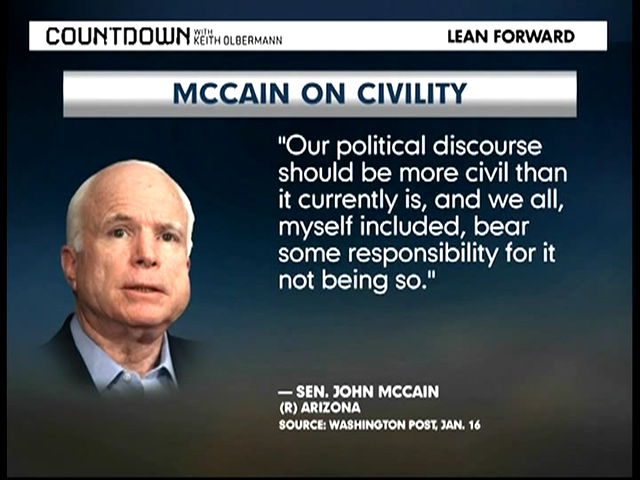 COUNTDOWN WITH KEITH OLBERMANN LEAN FORWARD
MCCAIN ON CIVILITY
"Our political discourse
should be more civil than
it currently is, and we all,
myself included, bear
some responsibility for it
not being so."
— SEN. JOHN MCCAIN
(R) ARIZONA
SOURCE: WASHINGTON POST, JAN. 16